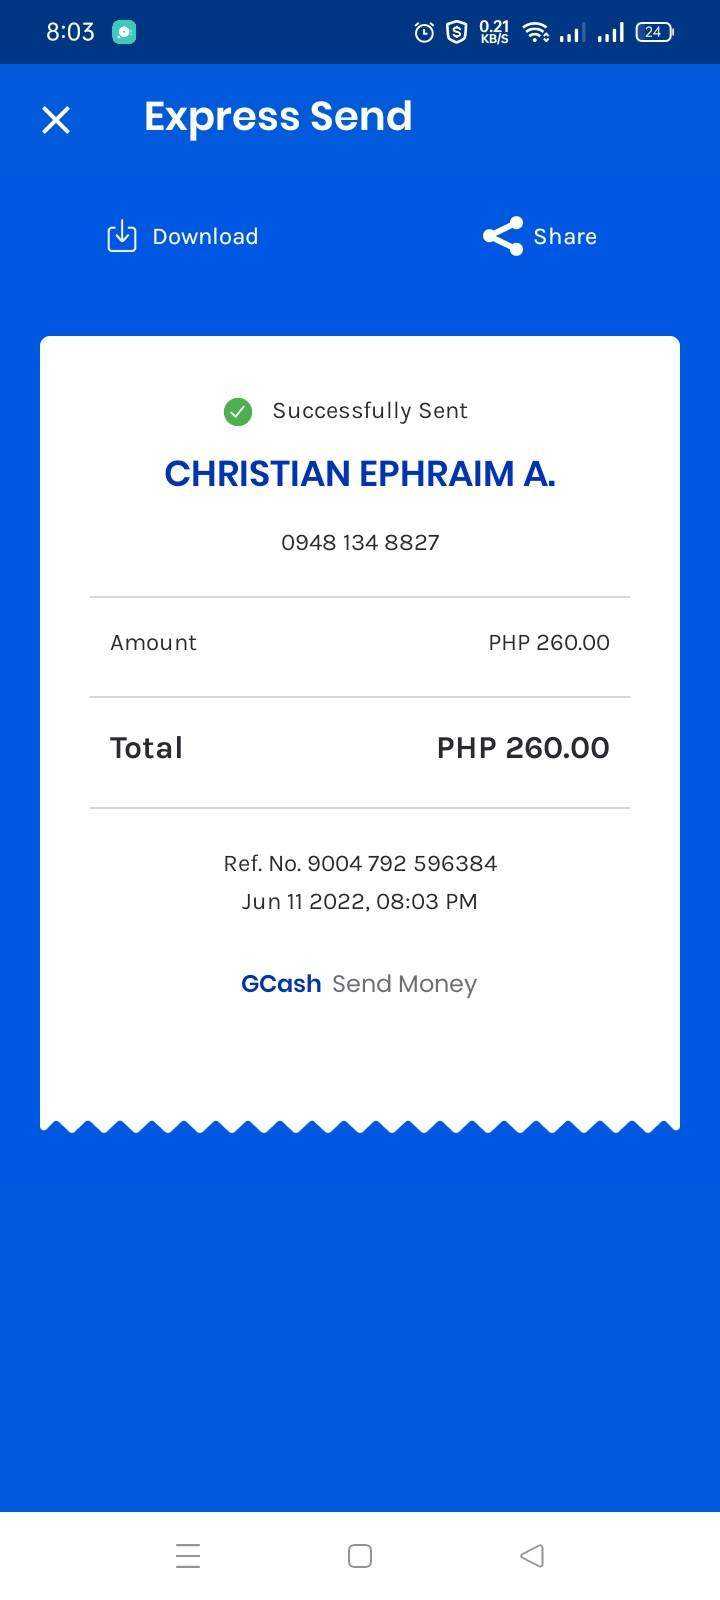 8:03
0.21
KB/S
24
Express Send
Download
Share
Successfully Sent
CHRISTIAN EPHRAIM A.
0948 134 8827
Amount PHP 260.00
Total PHP 260.00
Ref. No. 9004 792 596384
Jun 11 2022, 08:03 PM
GCash Send Money